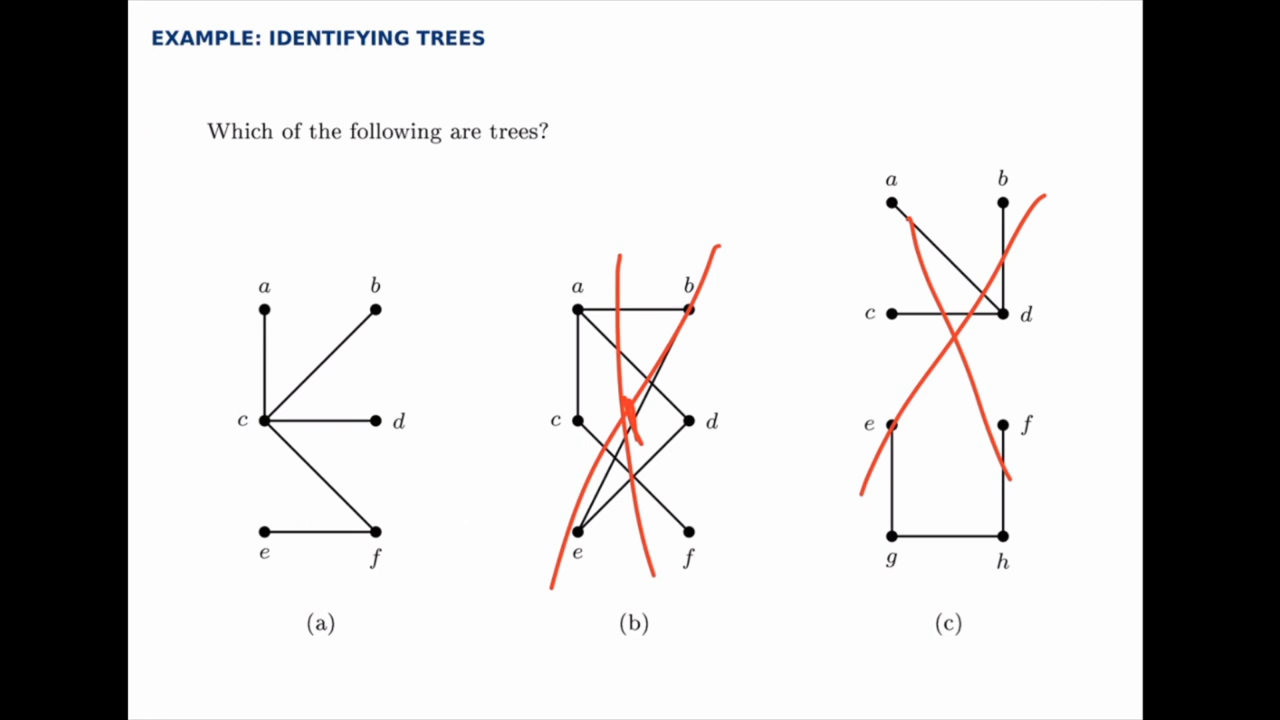 EXAMPLE: IDENTIFYING TREES
Which of the following are trees?
a b
c d
e f
(a)
a b
c d
e f
(b)
a b
c d
e f
g h
(c)